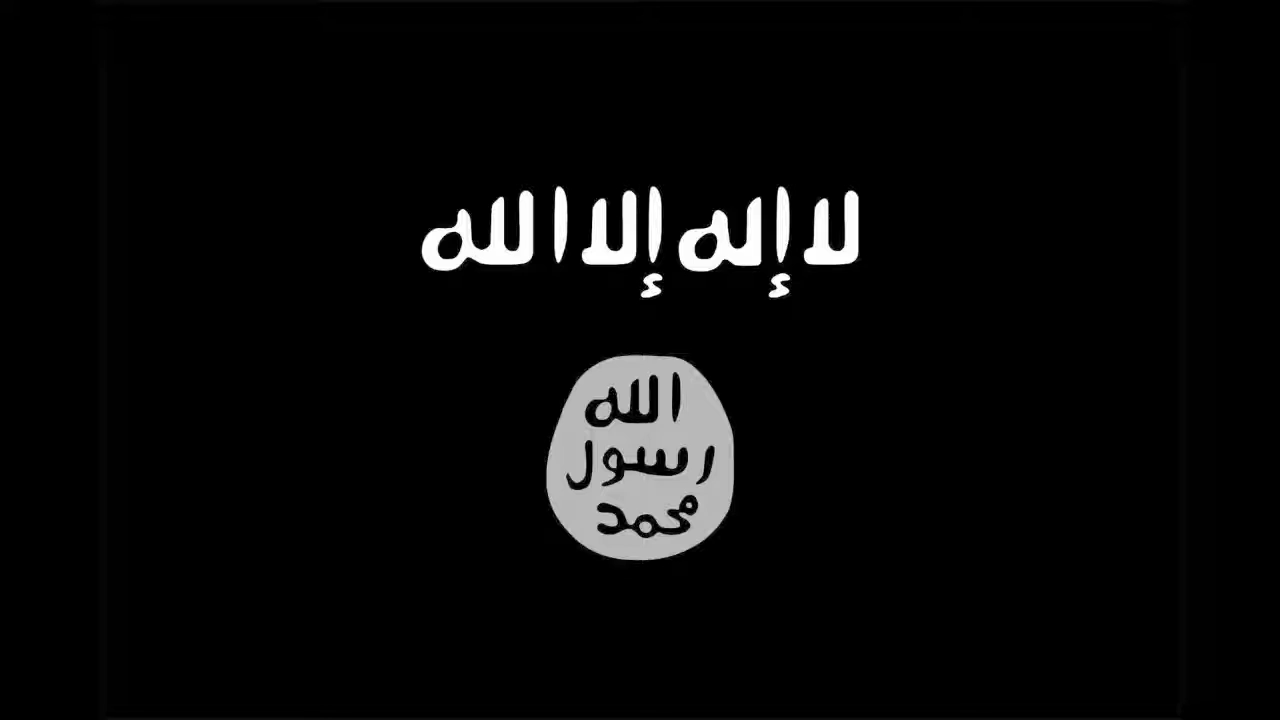 لا إله إلا الله
الله
رسول
محمد